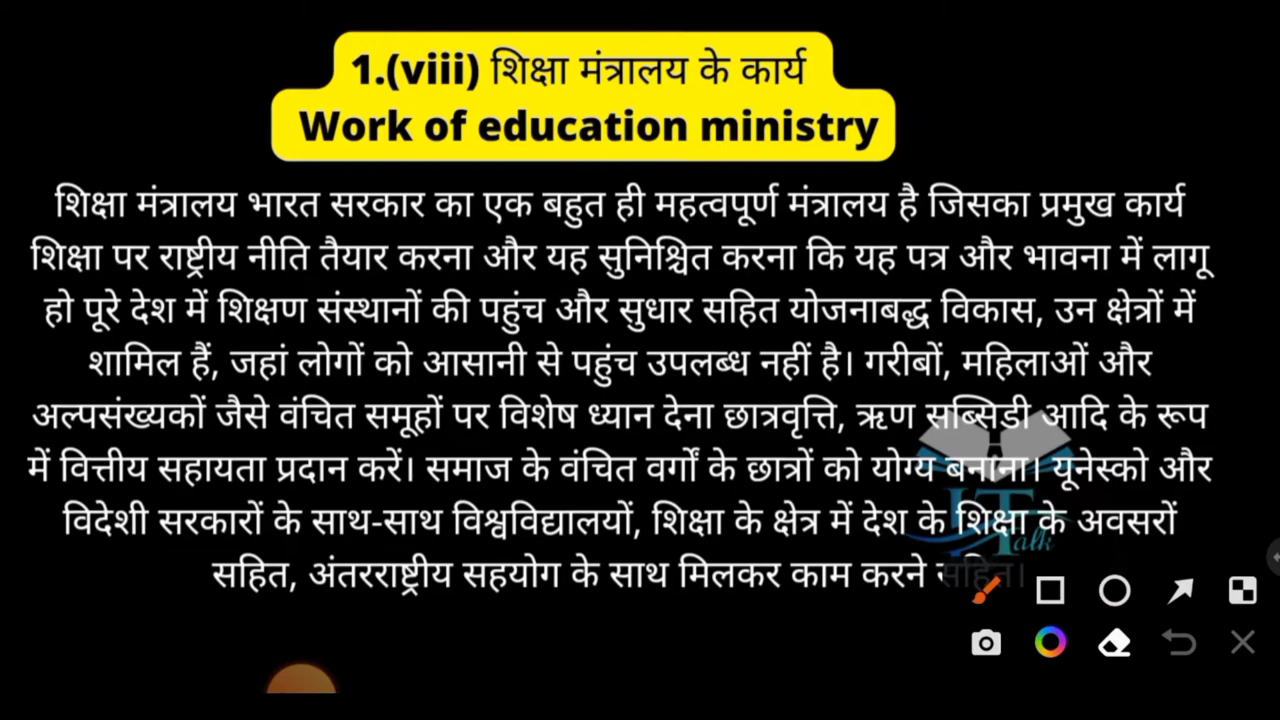 1.(viii) शिक्षा मंत्रालय के कार्य
Work of education ministry
शिक्षा मंत्रालय भारत सरकार का एक बहुत ही महत्वपूर्ण मंत्रालय है जिसका प्रमुख कार्य
शिक्षा पर राष्ट्रीय नीति तैयार करना और यह सुनिश्चित करना कि यह पत्र और भावना में लागू
हो पूरे देश में शिक्षण संस्थानों की पहुंच और सुधार सहित योजनाबद्ध विकास, उन क्षेत्रों में
शामिल हैं, जहां लोगों को आसानी से पहुंच उपलब्ध नहीं है। गरीबों, महिलाओं और
अल्पसंख्यकों जैसे वंचित समूहों पर विशेष ध्यान देना छात्रवृत्ति, ऋण सब्सिडी आदि के रूप
में वित्तीय सहायता प्रदान करें। समाज के वंचित वर्गों के छात्रों को योग्य बनाना। यूनेस्को और
विदेशी सरकारों के साथ-साथ विश्वविद्यालयों, शिक्षा के क्षेत्र में देश के शिक्षा के अवसरों
सहित, अंतरराष्ट्रीय सहयोग के साथ मिलकर काम करने सहित।
Talk